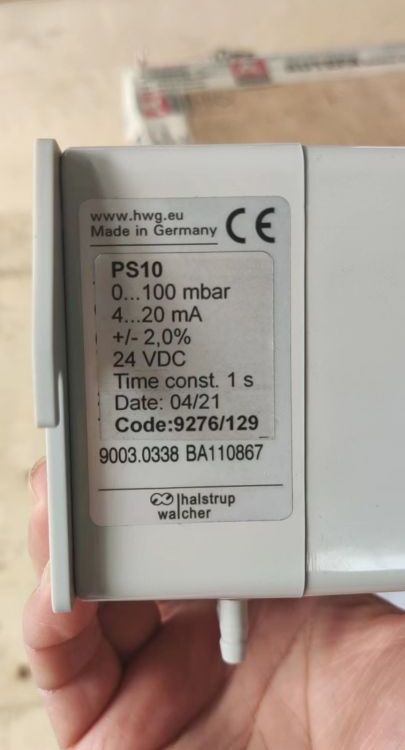 www.hwg.eu
Made in Germany
CE
PS10
0...100 mbar
4...20 mA
+/- 2,0%
24 VDC
Time const. 1 s
Date: 04/21
Code:9276/129
9003.0338 BA110867
halstrup
walcher